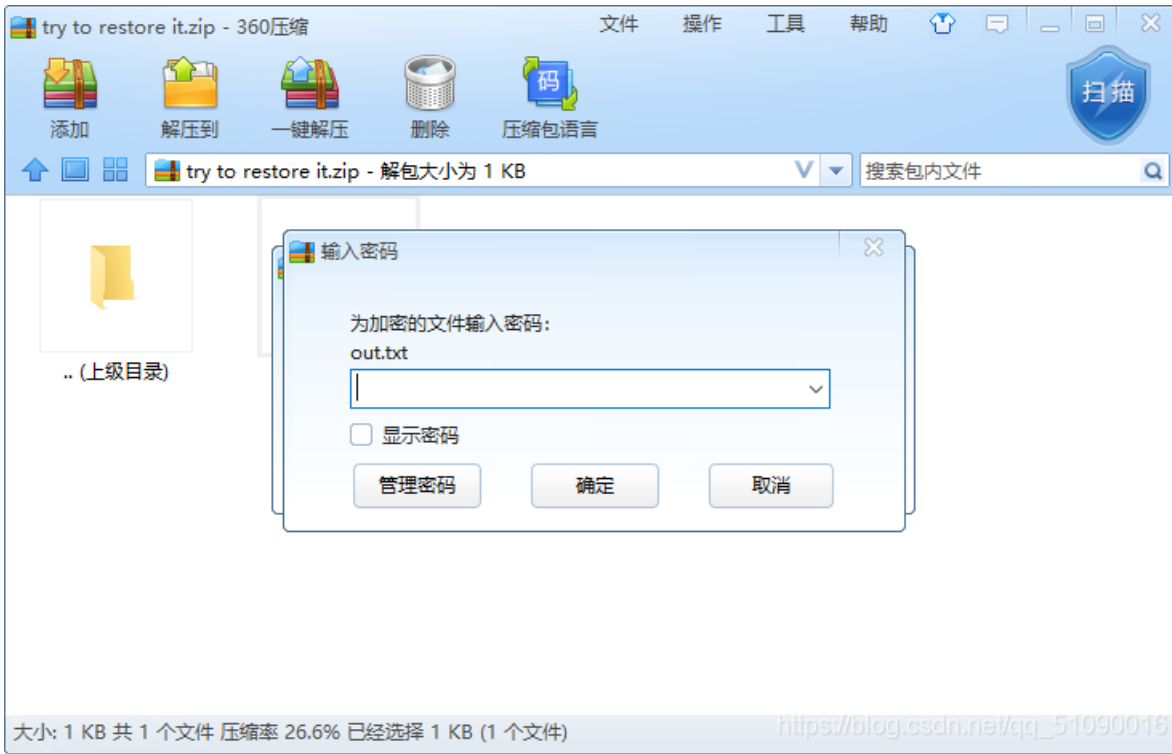 try to restore it.zip - 360压缩
文件 操作 工具 帮助
添加 解压到 一键解压 删除 码 压缩包语言 扫描
try to restore it.zip - 解包大小为 1 KB
搜索包内文件
.. (上级目录)
输入密码
为加密的文件输入密码:
out.txt
显示密码
管理密码 确定 取消
大小: 1 KB 共 1 个文件 压缩率 26.6% 已经选择 1 KB (1 个文件)
https://blog.csdn.net/qq_51090016